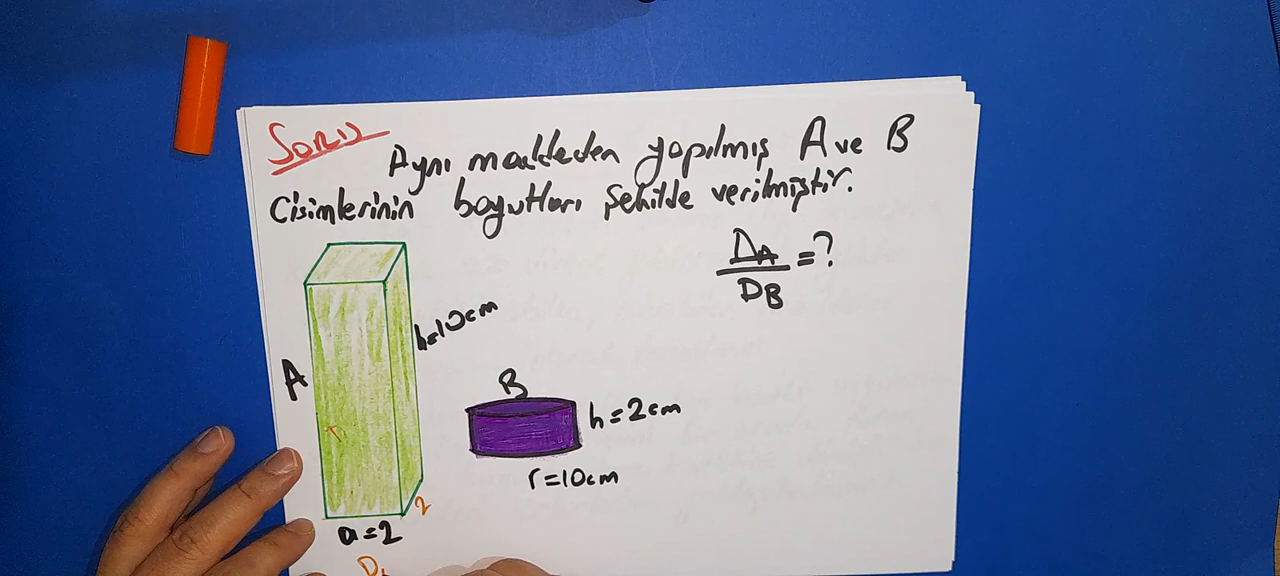 SORU
Aynı maddeden yapılmış A ve B
cisimlerinin boyutları şekilde verilmiştir.
DA
DB
=?
h=10cm
A
B
h=2cm
r=10cm
2
a=2